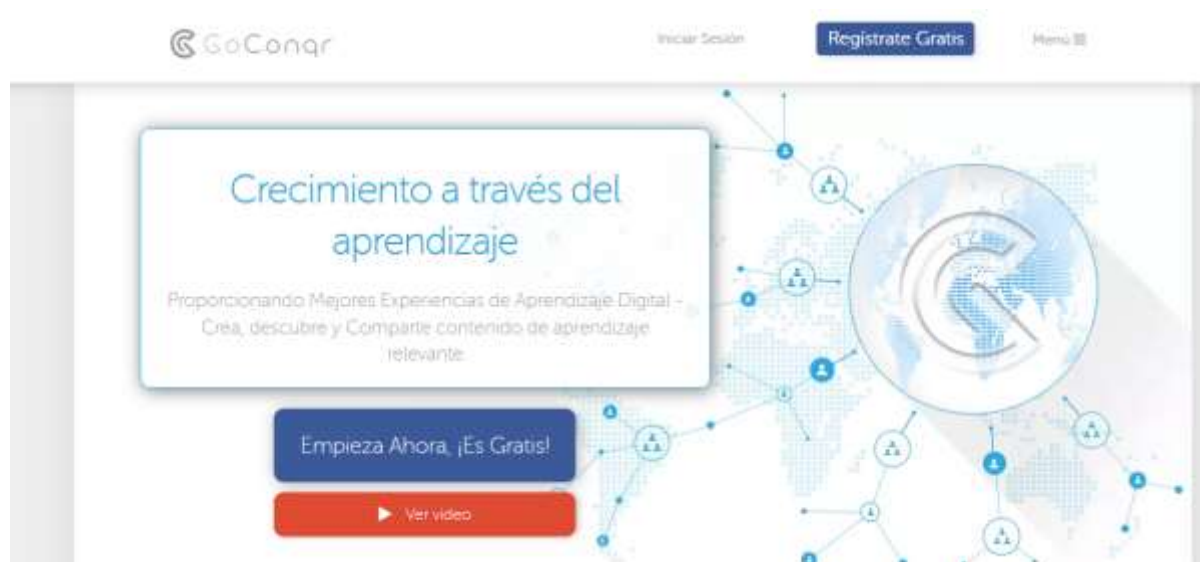 GoConqr
Iniciar Sesión
Regístrate Gratis
Menú
Crecimiento a través del
aprendizaje
Proporcionando Mejores Experiencias de Aprendizaje Digital -
Crea, descubre y Comparte contenido de aprendizaje
relevante.
Empieza Ahora, ¡Es Gratis!
Ver video